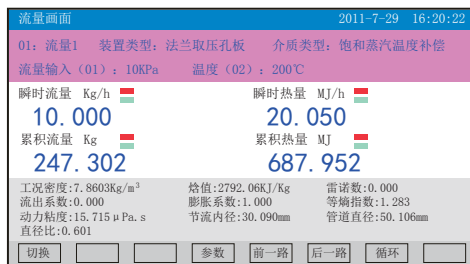 流量画面 2011-7-29 16:20:22
01：流量1 装置类型：法兰取压孔板 介质类型：饱和蒸汽温度补偿
流量输入（01）：10KPa 温度（02）：200℃
瞬时流量 Kg/h 瞬时热量 MJ/h
10.000 20.050
累积流量 Kg 累积热量 MJ
247.302 687.952
工况密度:7.8603Kg/m³ 焓值:2792.06KJ/Kg 雷诺数:0.000
流出系数:0.000 膨胀系数:1.000 等熵指数:1.283
动力粘度:15.715μPa.s 节流内径:30.090mm 管道直径:50.106mm
直径比:0.601
切换 参数 前一路 后一路 循环